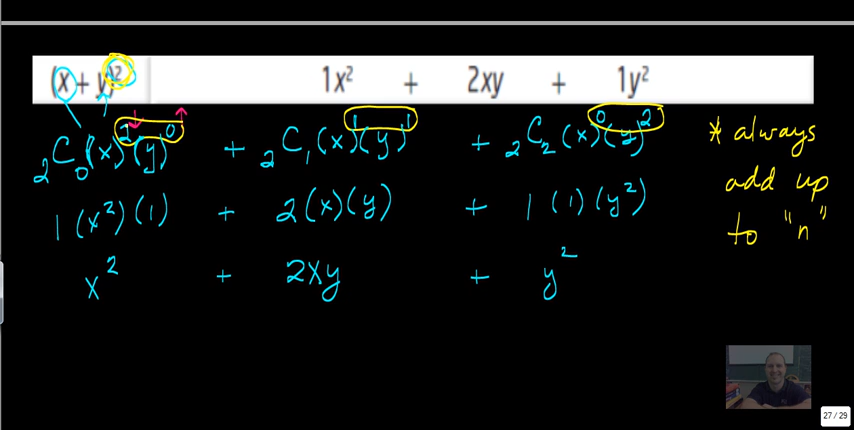 (x + y)² 1x² + 2xy + 1y²
₂C₀(x)²(y)⁰ + ₂C₁(x)¹(y)¹ + ₂C₂(x)⁰(y)²
1(x²)(1) + 2(x)(y) + 1(1)(y²)
x² + 2xy + y²
* always
add up
to "n"
27 / 29